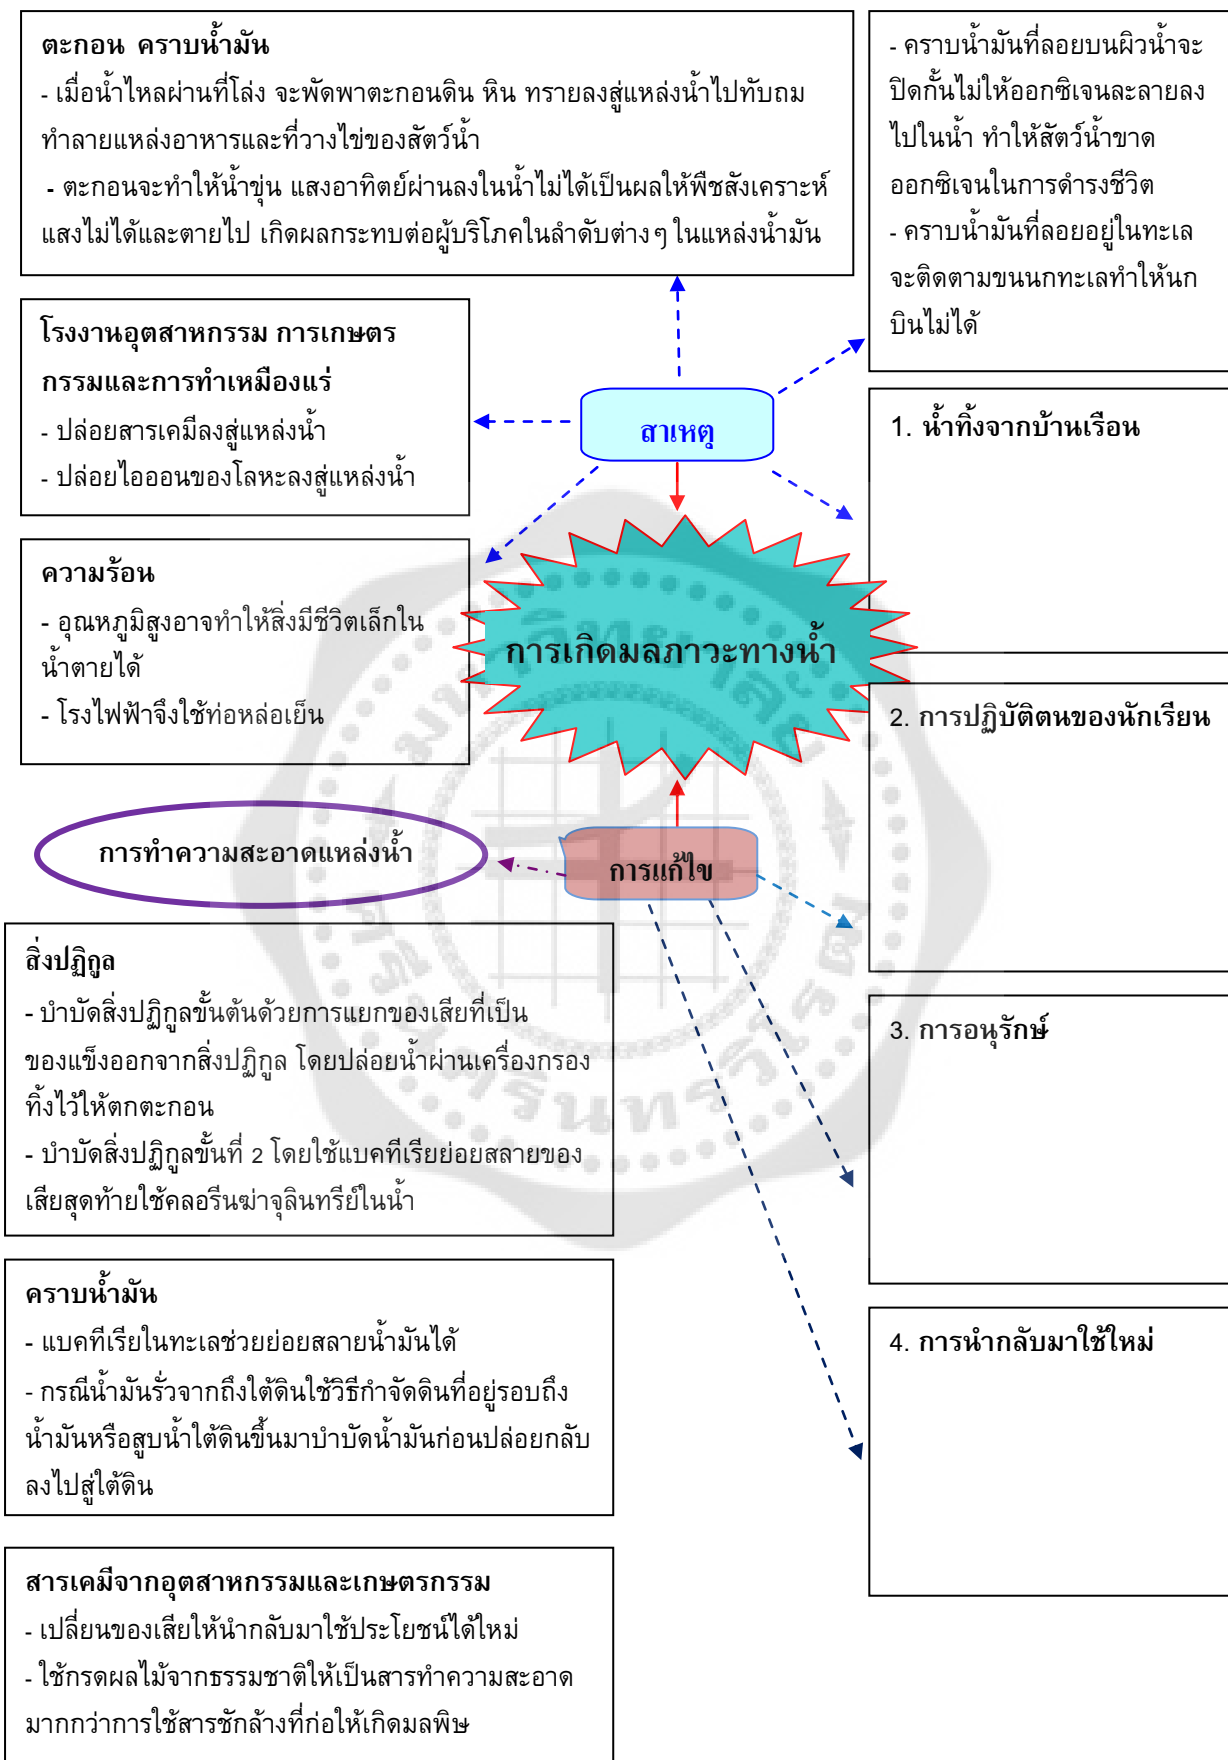 ตะกอน คราบน้ำมัน
- เมื่อน้ำไหลผ่านที่โล่ง จะพัดพาตะกอนดิน หิน ทรายลงสู่แหล่งน้ำไปทับถม
ทำลายแหล่งอาหารและที่วางไข่ของสัตว์น้ำ
- ตะกอนจะทำให้น้ำขุ่น แสงอาทิตย์ผ่านลงในน้ำไม่ได้เป็นผลให้พืชสังเคราะห์
แสงไม่ได้และตายไป เกิดผลกระทบต่อผู้บริโภคในลำดับต่างๆ ในแหล่งน้ำมัน
- คราบน้ำมันที่ลอยบนผิวน้ำจะ
ปิดกั้นไม่ให้ออกซิเจนละลายลง
ไปในน้ำ ทำให้สัตว์น้ำขาด
ออกซิเจนในการดำรงชีวิต
- คราบน้ำมันที่ลอยอยู่ในทะเล
จะติดตามขนนกทะเลทำให้นก
บินไม่ได้
โรงงานอุตสาหกรรม การเกษตร
กรรมและการทำเหมืองแร่
- ปล่อยสารเคมีลงสู่แหล่งน้ำ
- ปล่อยไอออนของโลหะลงสู่แหล่งน้ำ
สาเหตุ
1. น้ำทิ้งจากบ้านเรือน
ความร้อน
- อุณหภูมิสูงอาจทำให้สิ่งมีชีวิตเล็กใน
น้ำตายได้
- โรงไฟฟ้าจึงใช้ท่อหล่อเย็น
การเกิดมลภาวะทางน้ำ
2. การปฏิบัติตนของนักเรียน
การทำความสะอาดแหล่งน้ำ
การแก้ไข
สิ่งปฏิกูล
- บำบัดสิ่งปฏิกูลขั้นต้นด้วยการแยกของเสียที่เป็น
ของแข็งออกจากสิ่งปฏิกูล โดยปล่อยน้ำผ่านเครื่องกรอง
ทิ้งไว้ให้ตกตะกอน
- บำบัดสิ่งปฏิกูลขั้นที่ 2 โดยใช้แบคทีเรียย่อยสลายของ
เสียสุดท้ายใช้คลอรีนฆ่าจุลินทรีย์ในน้ำ
3. การอนุรักษ์
คราบน้ำมัน
- แบคทีเรียในทะเลช่วยย่อยสลายน้ำมันได้
- กรณีน้ำมันรั่วจากถึงใต้ดินใช้วิธีกำจัดดินที่อยู่รอบถึง
น้ำมันหรือสูบน้ำใต้ดินขึ้นมาบำบัดน้ำมันก่อนปล่อยกลับ
ลงไปสู่ใต้ดิน
4. การนำกลับมาใช้ใหม่
สารเคมีจากอุตสาหกรรมและเกษตรกรรม
- เปลี่ยนของเสียให้นำกลับมาใช้ประโยชน์ได้ใหม่
- ใช้กรดผลไม้จากธรรมชาติให้เป็นสารทำความสะอาด
มากกว่าการใช้สารซักล้างที่ก่อให้เกิดมลพิษ
มหาวิทยาลัย
ศรีนครินทรวิโรฒ